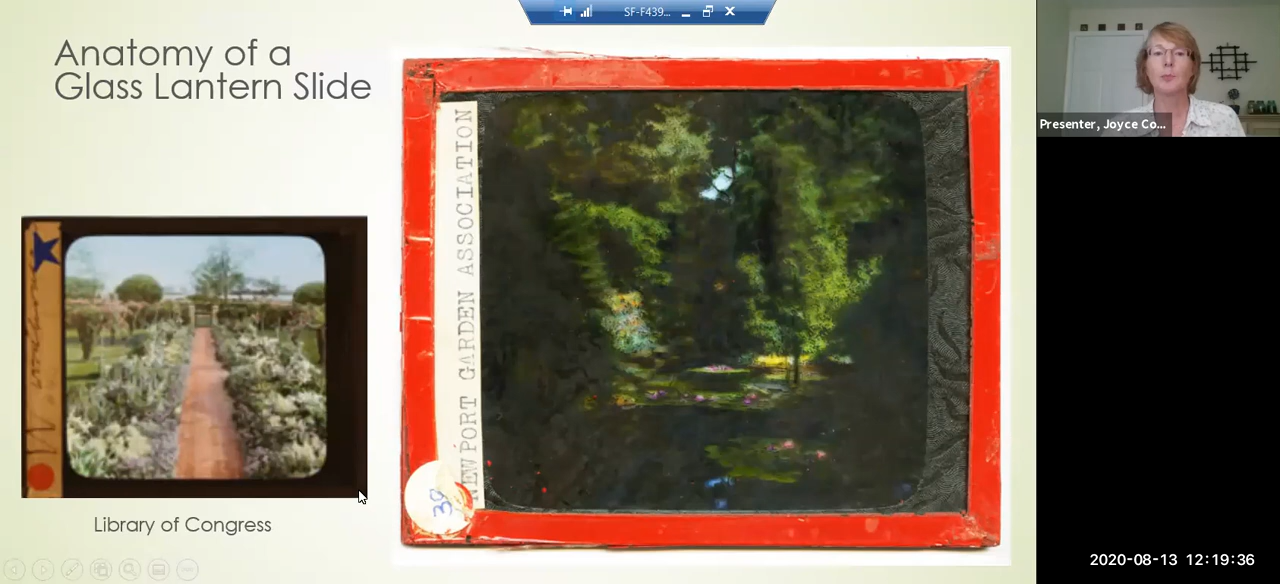 SF-F439...
Anatomy of a
Glass Lantern Slide
NEWPORT GARDEN ASSOCIATION
39
Library of Congress
Presenter, Joyce Co...
2020-08-13 12:19:36